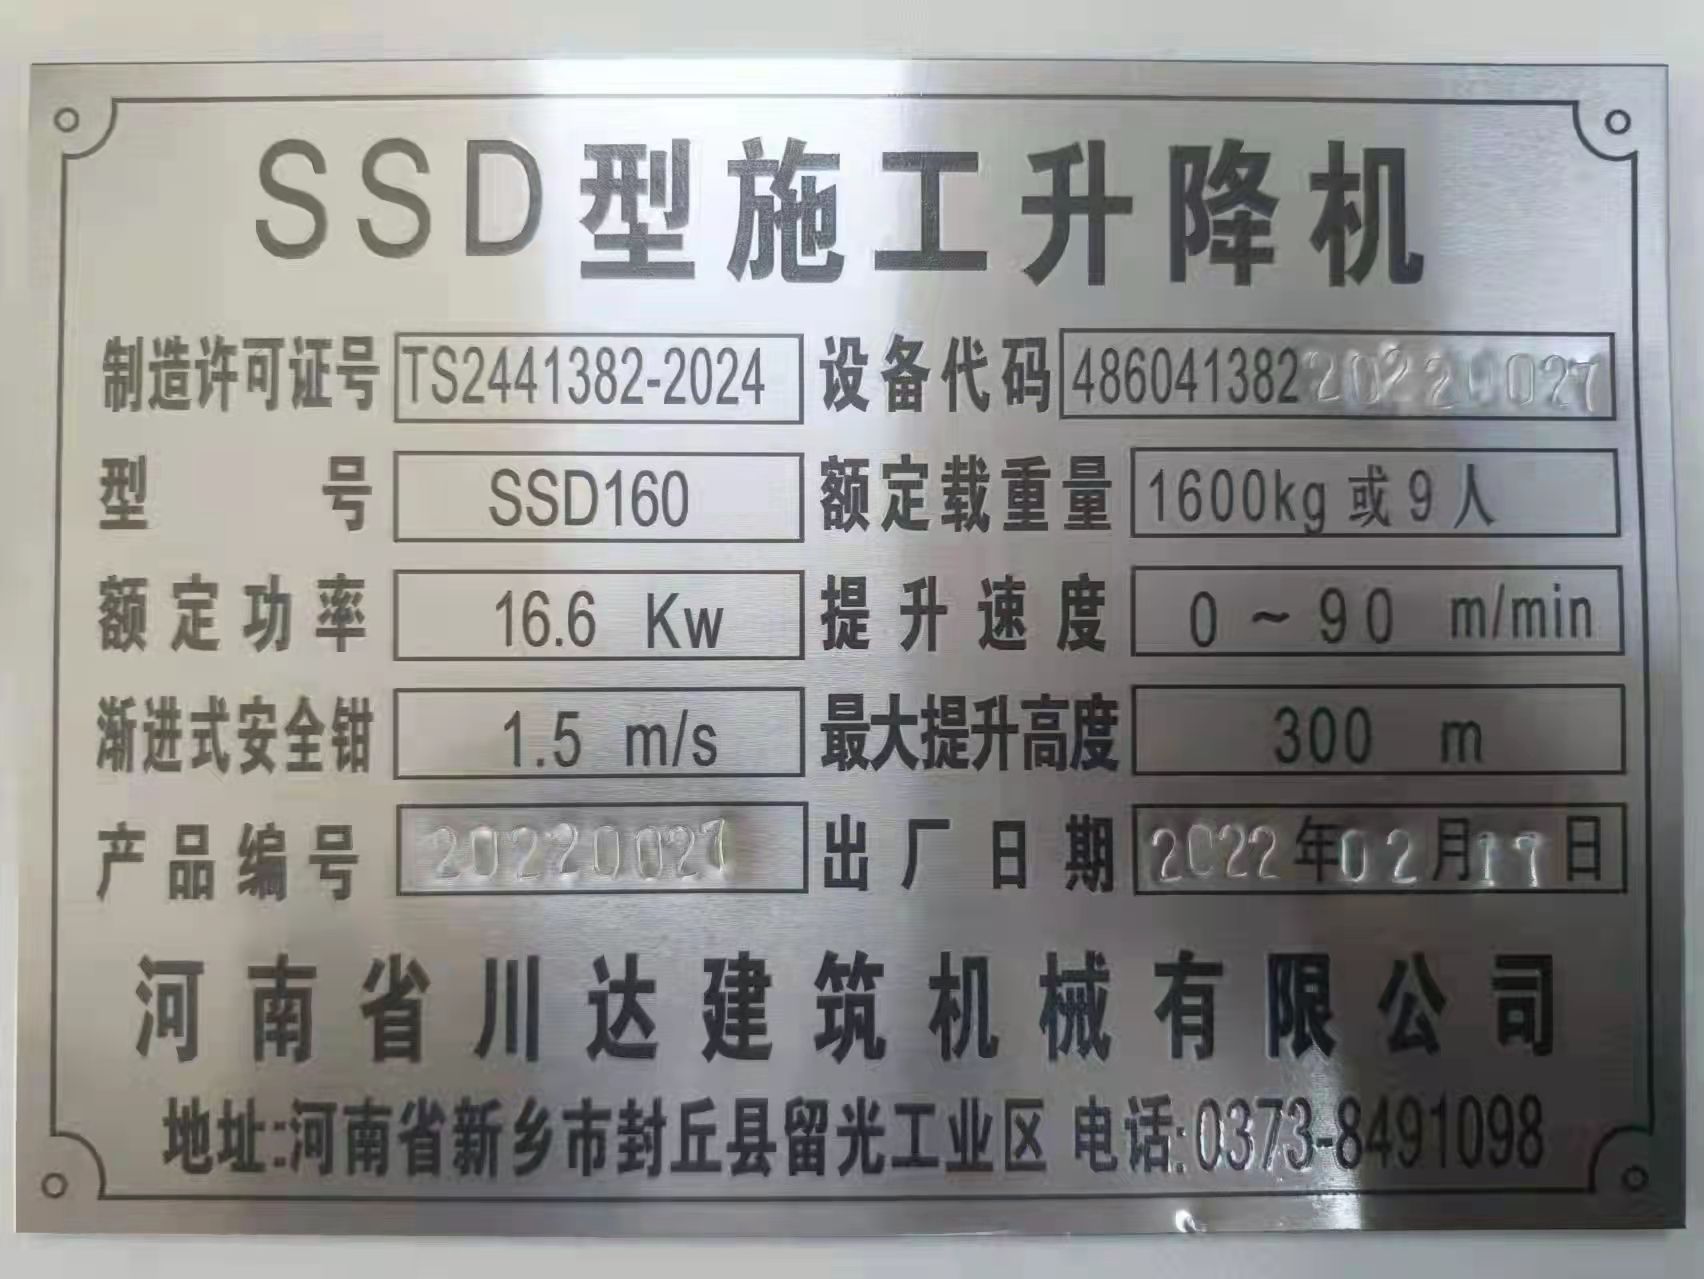 SSD型施工升降机
制造许可证号 TS2441382-2024 设备代码 48604138220220027
型号 SSD160 额定载重量 1600kg 或 9 人
额定功率 16.6 Kw 提升速度 0 ~ 90 m/min
渐进式安全钳 1.5 m/s 最大提升高度 300 m
产品编号 20220027 出厂日期 2022年02月17日
河南省川达建筑机械有限公司
地址:河南省新乡市封丘县留光工业区 电话:0373-8491098